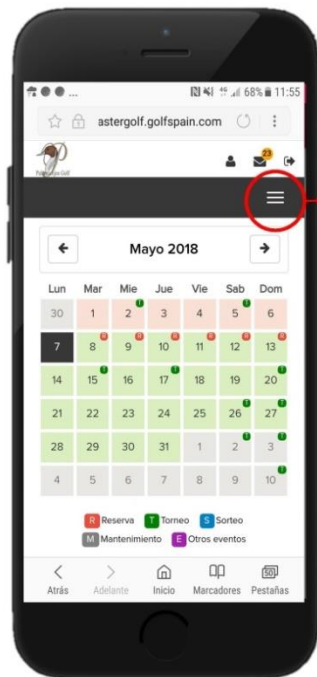 68% 11:55
astergolf.golfspain.com
23
Mayo 2018
Lun Mar Mie Jue Vie Sab Dom
30 1 2 T 3 4 5 T 6
7 8 R 9 R 10 R 11 R 12 R 13 R
14 15 T 16 17 T 18 19 20 T
21 22 23 24 25 26 T 27 T
28 29 30 31 1 2 T 3 T
4 5 6 7 8 9 10 T
R Reserva T Torneo S Sorteo
M Mantenimiento E Otros eventos
Atrás Adelante Inicio Marcadores Pestañas